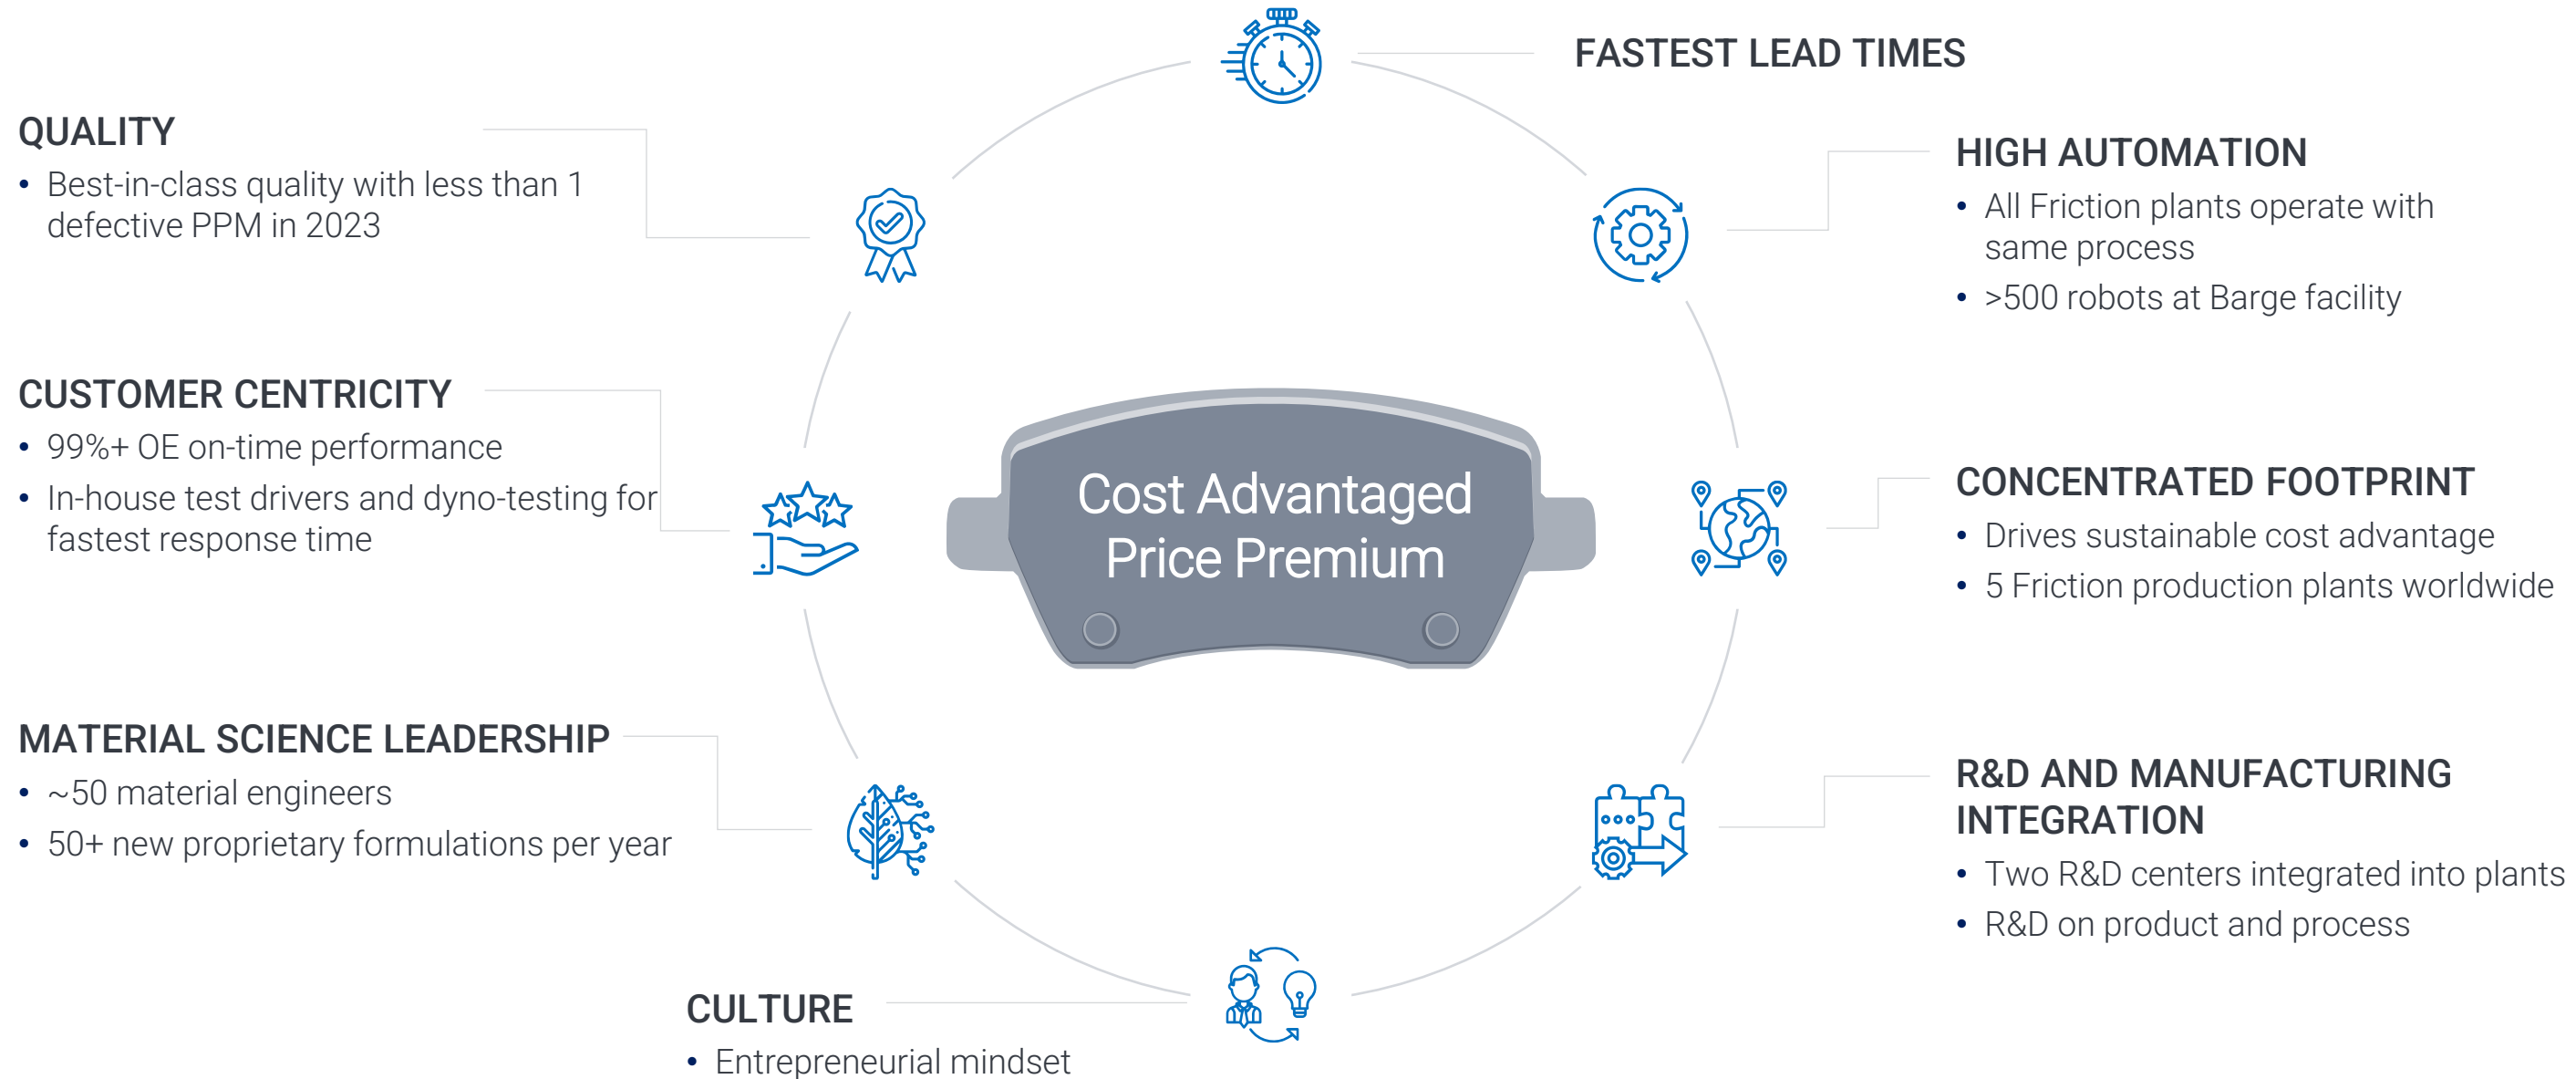 FASTEST LEAD TIMES
QUALITY
• Best-in-class quality with less than 1
defective PPM in 2023
HIGH AUTOMATION
• All Friction plants operate with
same process
• >500 robots at Barge facility
CUSTOMER CENTRICITY
• 99%+ OE on-time performance
• In-house test drivers and dyno-testing for
fastest response time
Cost Advantaged
Price Premium
CONCENTRATED FOOTPRINT
• Drives sustainable cost advantage
• 5 Friction production plants worldwide
MATERIAL SCIENCE LEADERSHIP
• ~50 material engineers
• 50+ new proprietary formulations per year
R&D AND MANUFACTURING
INTEGRATION
• Two R&D centers integrated into plants
• R&D on product and process
CULTURE
• Entrepreneurial mindset